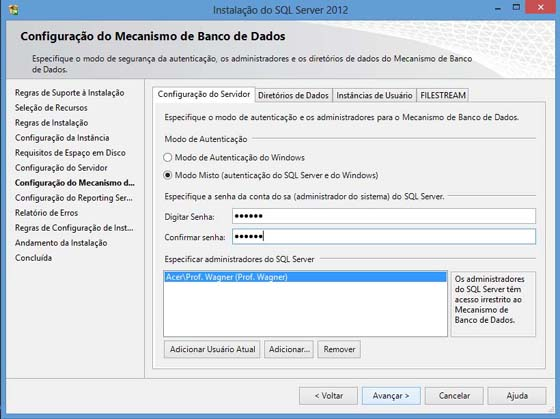 Instalação do SQL Server 2012
Configuração do Mecanismo de Banco de Dados
Especifique o modo de segurança da autenticação, os administradores e os diretórios de dados do Mecanismo de Banco
de Dados.
Regras de Suporte à Instalação
Seleção de Recursos
Regras de Instalação
Configuração da Instância
Requisitos de Espaço em Disco
Configuração do Servidor
Configuração do Mecanismo d...
Configuração do Reporting Ser...
Relatório de Erros
Regras de Configuração de Inst...
Andamento da Instalação
Concluída
Configuração do Servidor Diretórios de Dados Instâncias de Usuário FILESTREAM
Especifique o modo de autenticação e os administradores para o Mecanismo de Banco de Dados.
Modo de Autenticação
Modo de Autenticação do Windows
Modo Misto (autenticação do SQL Server e do Windows)
Especifique a senha da conta do sa (administrador do sistema) do SQL Server.
Digitar Senha: ●●●●●●
Confirmar senha: ●●●●●●
Especificar administradores do SQL Server
Acer\Prof. Wagner (Prof. Wagner)
Os administradores
do SQL Server têm
acesso irrestrito ao
Mecanismo de
Banco de Dados.
Adicionar Usuário Atual Adicionar... Remover
< Voltar Avançar > Cancelar Ajuda